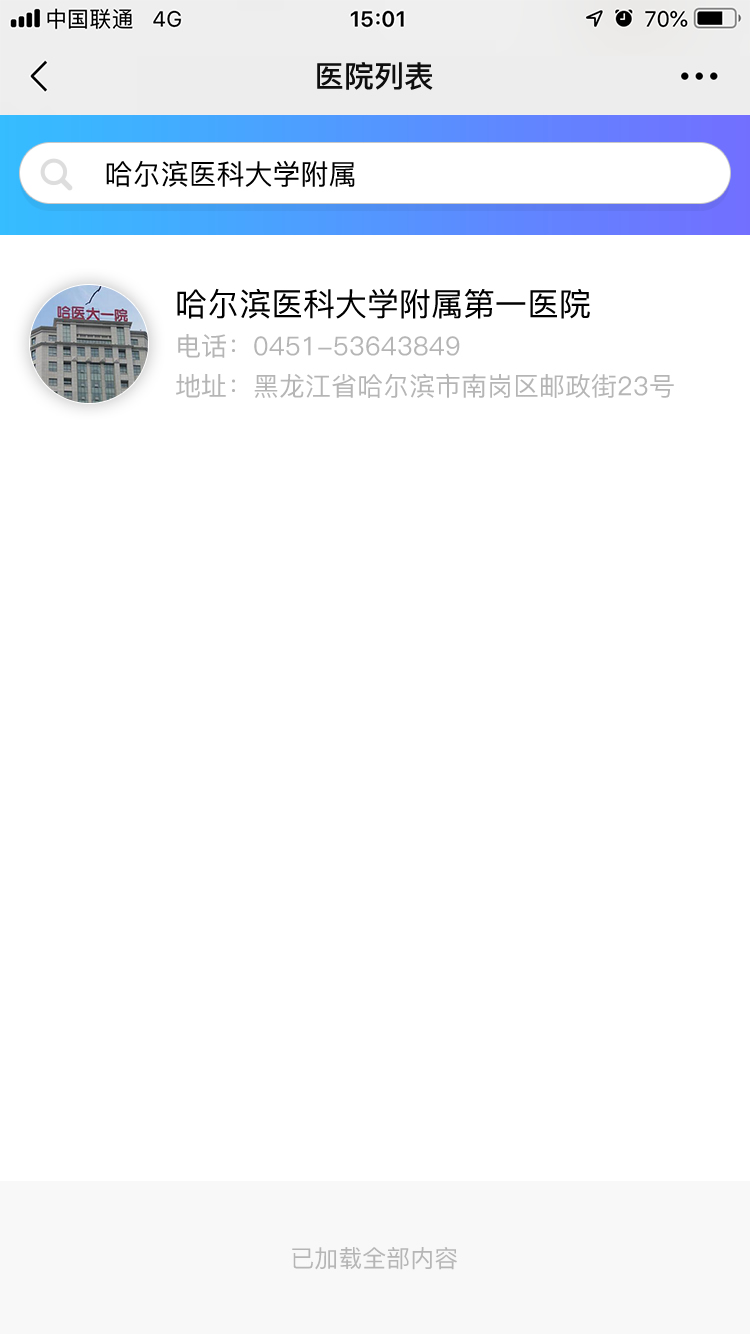 中国联通 4G 15:01 70%
医院列表
哈尔滨医科大学附属
哈医大一院
哈尔滨医科大学附属第一医院
电话：0451-53643849
地址：黑龙江省哈尔滨市南岗区邮政街23号
已加载全部内容